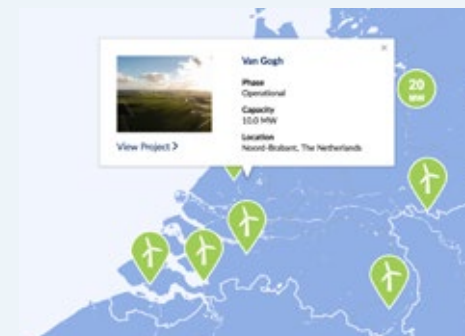 Van Gogh
Phase
Operational
Capacity
10.0 MW
Location
Noord-Brabant, The Netherlands
View Project >
20
MW